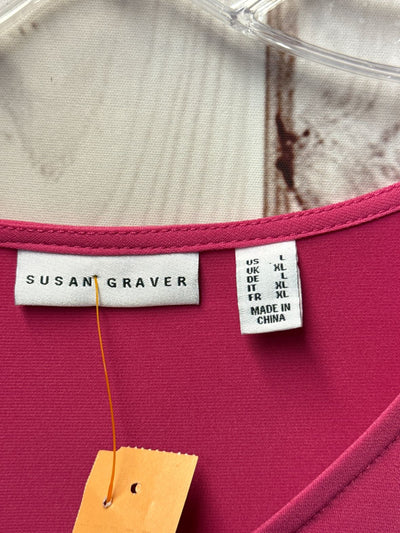 SUSAN GRAVER
US L
UK XL
DE L
IT XL
FR XL
MADE IN
CHINA